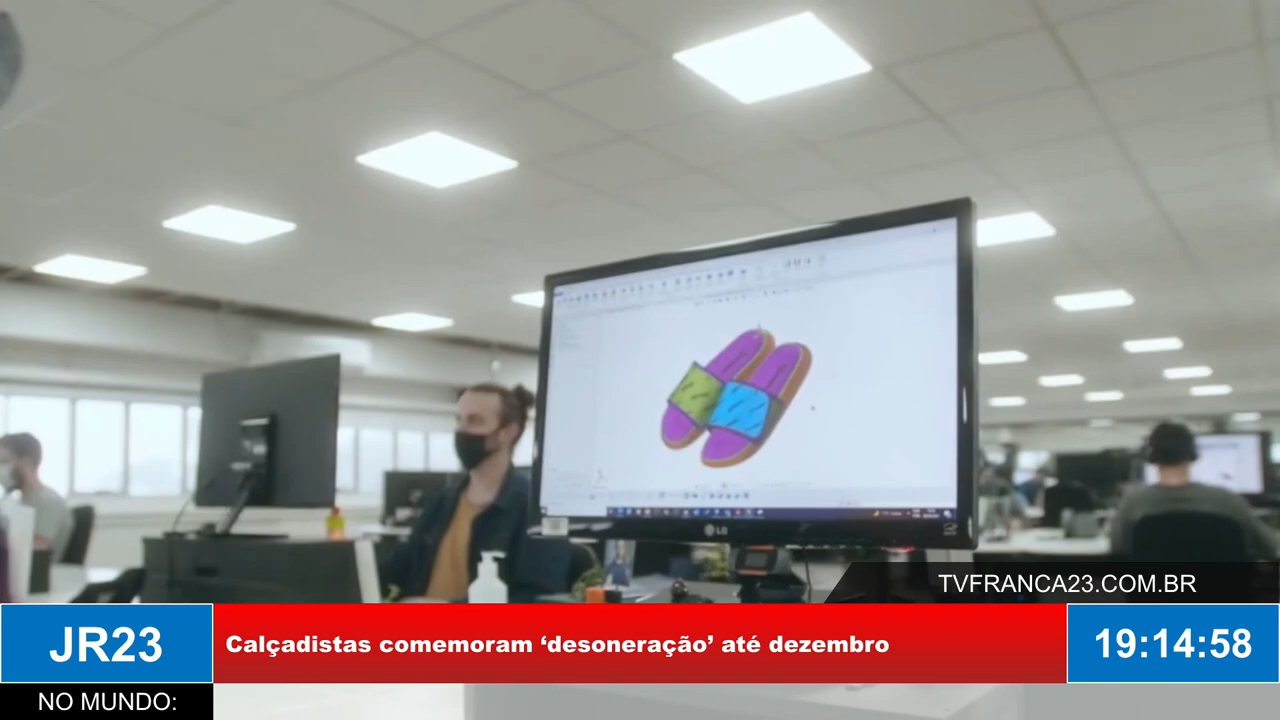 LG
TVFRANCA23.COM.BR
JR23
Calçadistas comemoram ‘desoneração’ até dezembro
19:14:58
NO MUNDO: